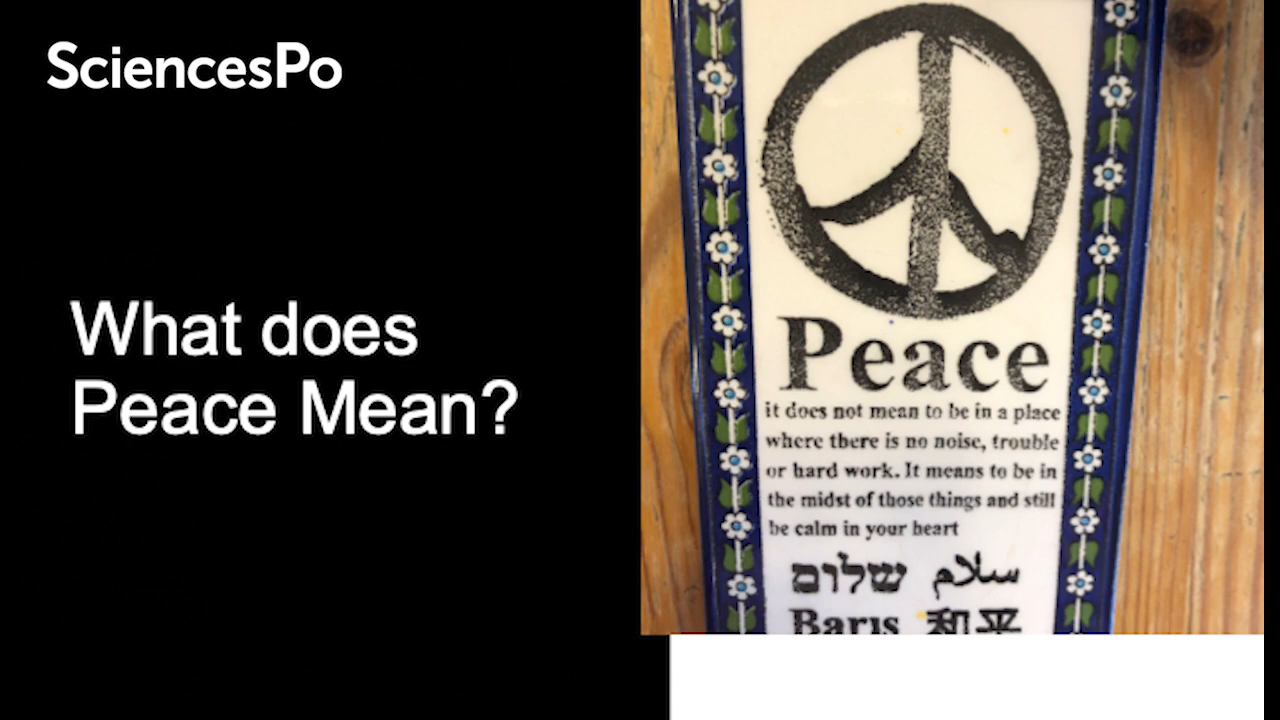 SciencesPo
What does
Peace Mean?
Peace
it does not mean to be in a place
where there is no noise, trouble
or hard work. It means to be in
the midst of those things and still
be calm in your heart
שלום سلام
Barış 和平